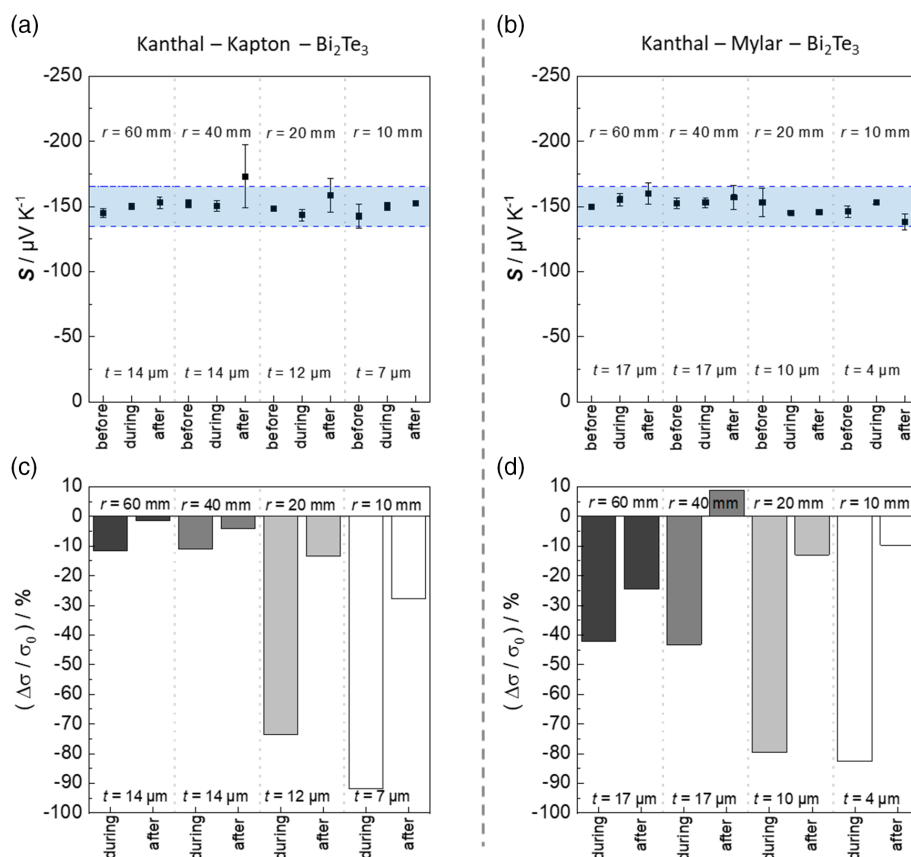 (a)
Kanthal – Kapton – Bi₂Te₃
-250
-200
-150
-100
-50
0
S / µV K⁻¹
r = 60 mm r = 40 mm r = 20 mm r = 10 mm
t = 14 µm t = 14 µm t = 12 µm t = 7 µm
before during after before during after before during after before during after
(b)
Kanthal – Mylar – Bi₂Te₃
-250
-200
-150
-100
-50
0
S / µV K⁻¹
r = 60 mm r = 40 mm r = 20 mm r = 10 mm
t = 17 µm t = 17 µm t = 10 µm t = 4 µm
before during after before during after before during after before during after
(c)
10
0
-10
-20
-30
-40
-50
-60
-70
-80
-90
-100
( Δσ / σ₀ ) / %
r = 60 mm r = 40 mm r = 20 mm r = 10 mm
t = 14 µm t = 14 µm t = 12 µm t = 7 µm
during after during after during after during after
(d)
10
0
-10
-20
-30
-40
-50
-60
-70
-80
-90
-100
( Δσ / σ₀ ) / %
r = 60 mm r = 40 mm r = 20 mm r = 10 mm
t = 17 µm t = 17 µm t = 10 µm t = 4 µm
during after during after during after during after